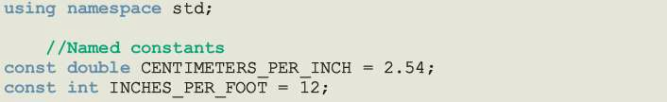 using namespace std;
//Named constants
const double CENTIMETERS_PER_INCH = 2.54;
const int INCHES_PER_FOOT = 12;